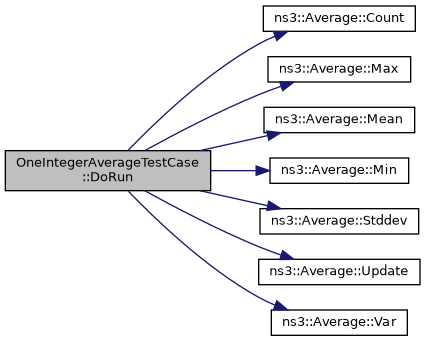 ns3::Average::Count
ns3::Average::Max
ns3::Average::Mean
OneIntegerAverageTestCase
::DoRun
ns3::Average::Min
ns3::Average::Stddev
ns3::Average::Update
ns3::Average::Var